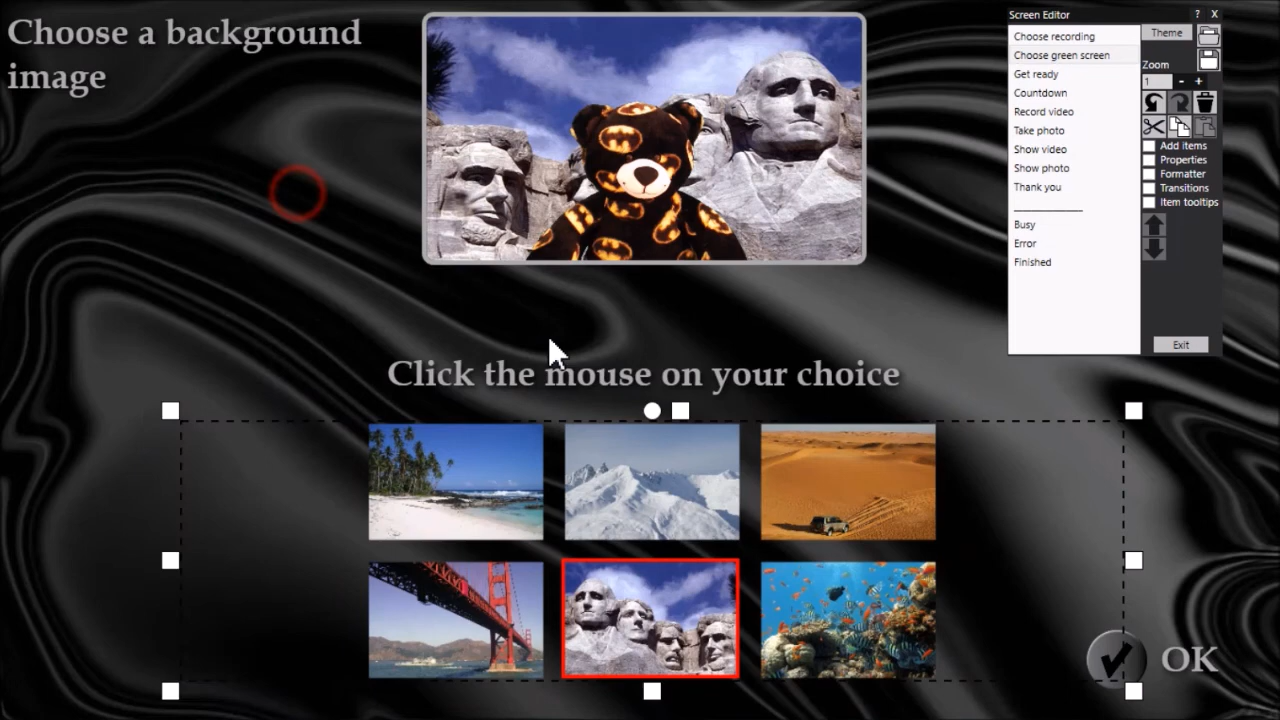 Choose a background
image
Click the mouse on your choice
OK
Screen Editor ? X
Choose recording
Choose green screen
Get ready
Countdown
Record video
Take photo
Show video
Show photo
Thank you
Busy
Error
Finished
Theme
Zoom
1 - +
Add items
Properties
Formatter
Transitions
Item tooltips
Exit